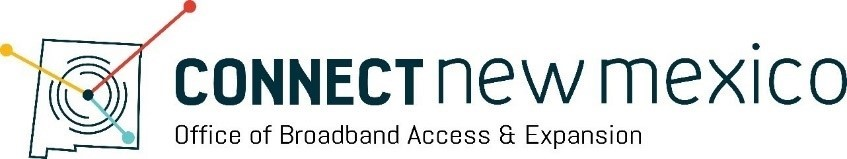 CONNECT new mexico
Office of Broadband Access & Expansion